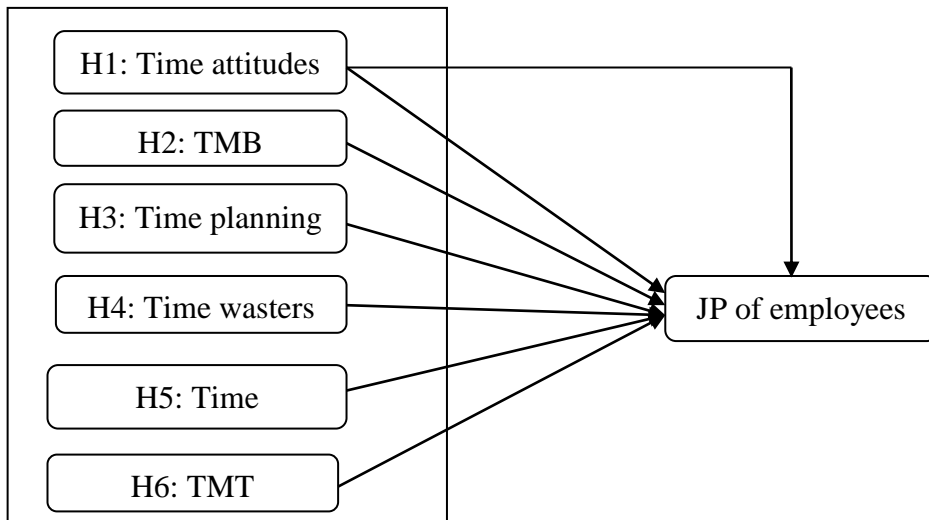 H1: Time attitudes
H2: TMB
H3: Time planning
H4: Time wasters
H5: Time
H6: TMT
JP of employees